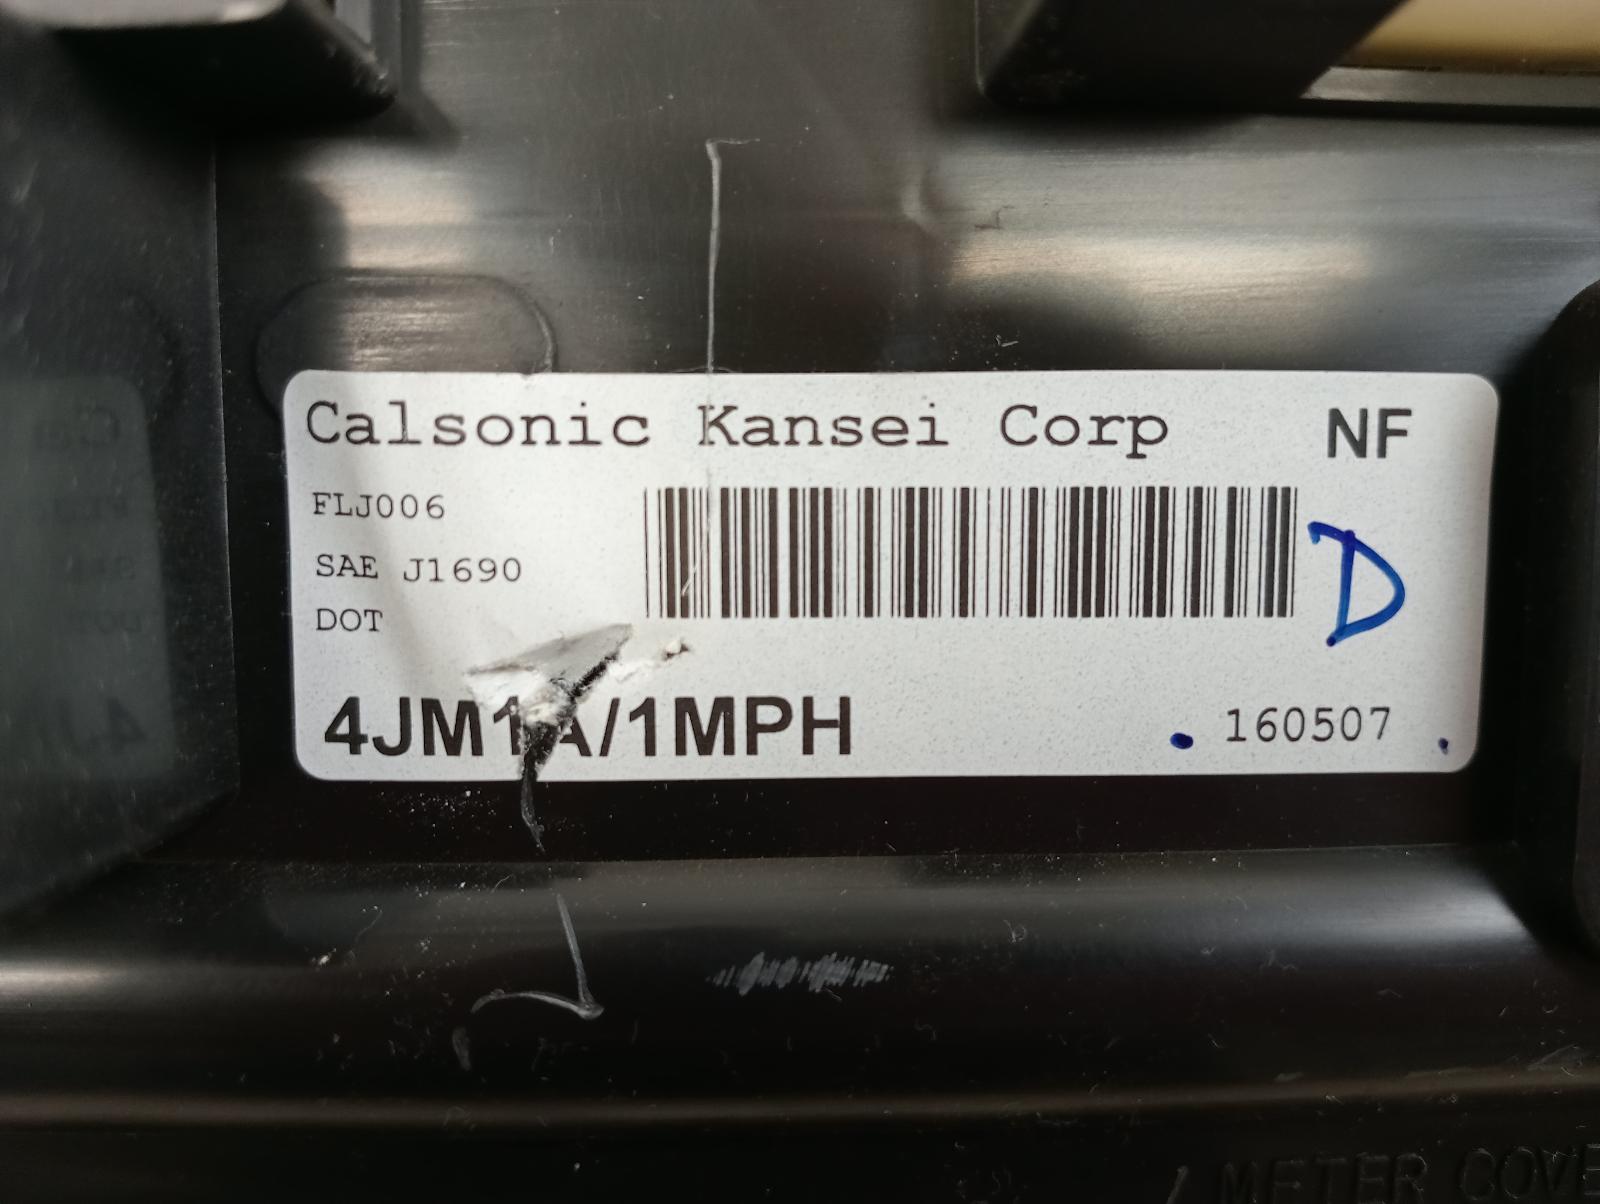 Calsonic Kansei Corp NF
FLJ006
SAE J1690
D
DOT
4JM1A/1MPH
160507
METER COVE